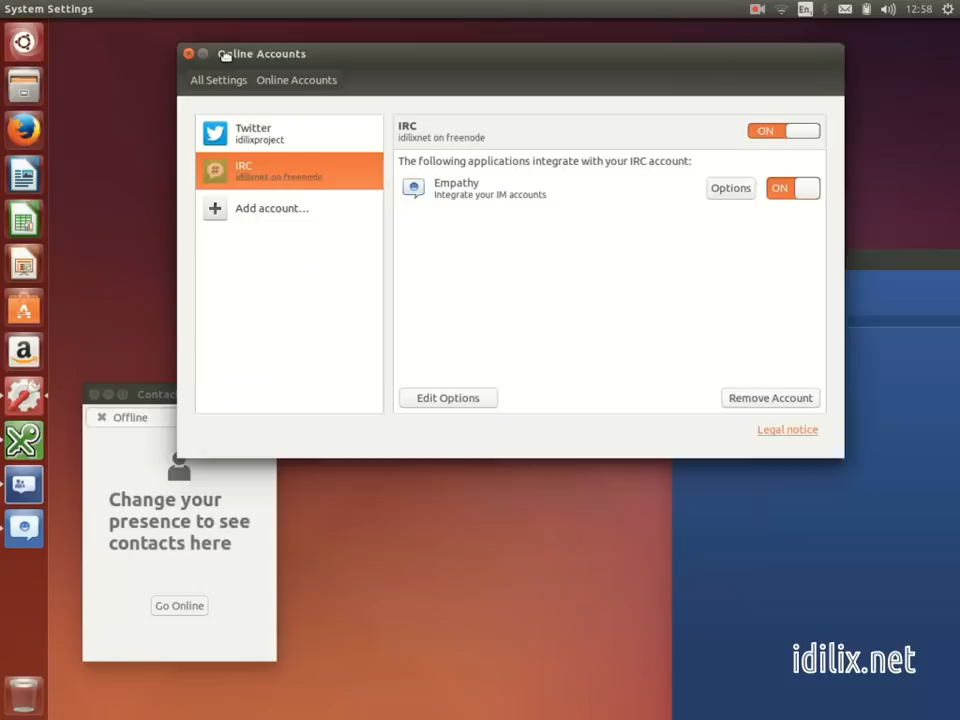 System Settings
En
12:58
Online Accounts
All Settings Online Accounts
Twitter
idilixproject
IRC
idilixnet on freenode
Add account...
IRC
idilixnet on freenode
ON
The following applications integrate with your IRC account:
Empathy
Integrate your IM accounts
Options
ON
Edit Options
Remove Account
Legal notice
Contac
Offline
Change your
presence to see
contacts here
Go Online
idilix.net